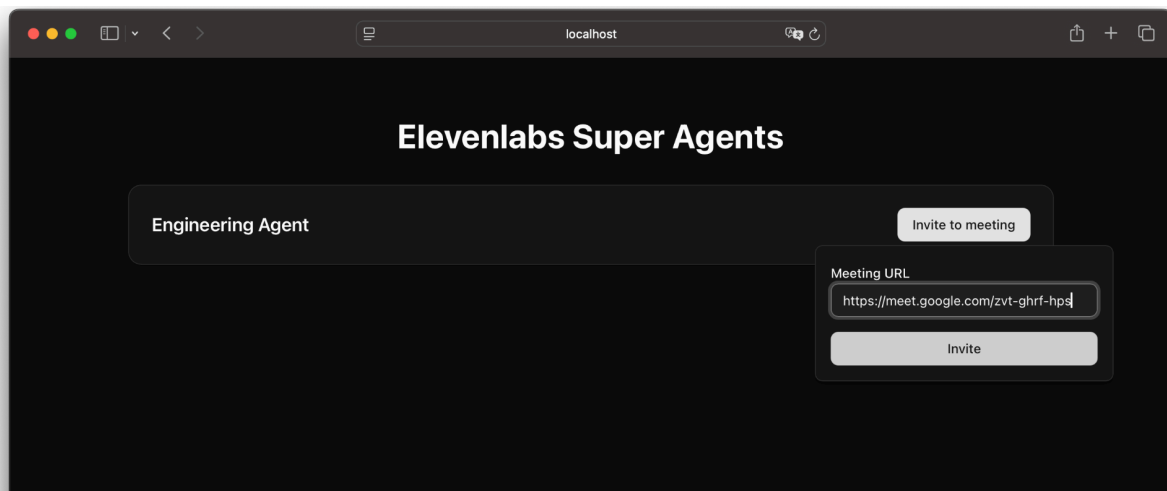 localhost
Elevenlabs Super Agents
Engineering Agent
Invite to meeting
Meeting URL
https://meet.google.com/zvt-ghrf-hps
Invite